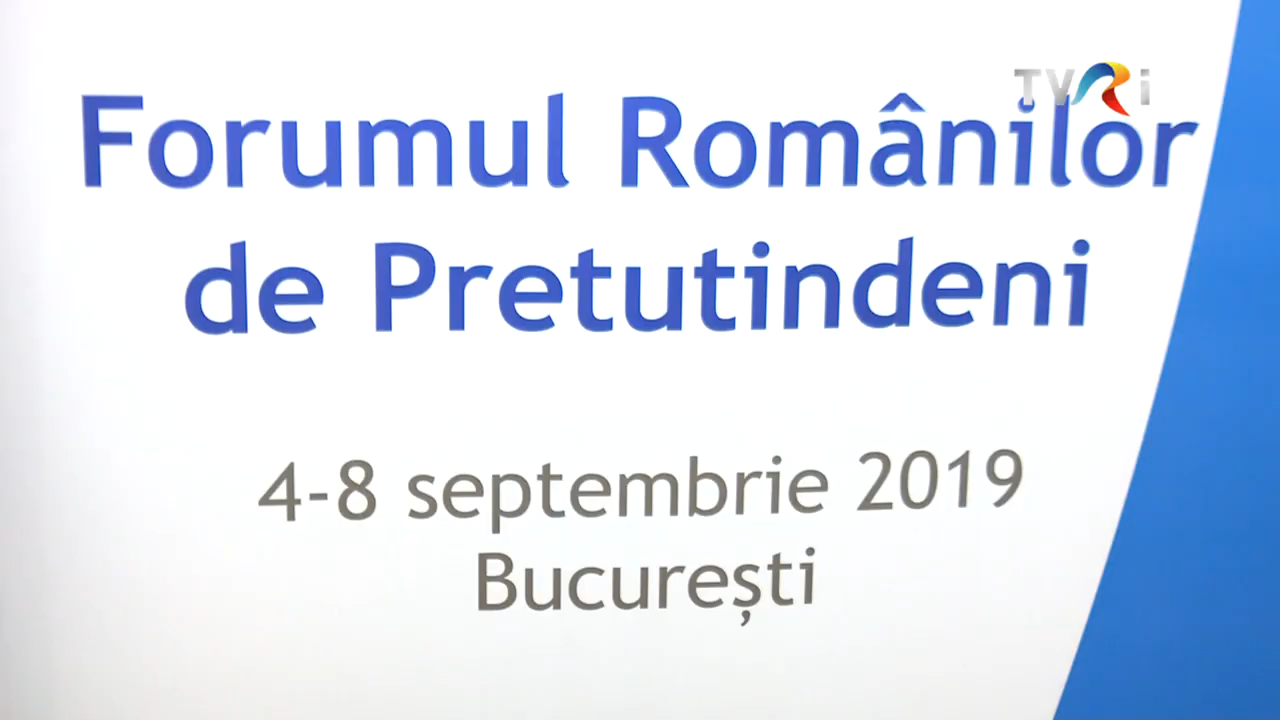 TVRi
Forumul Românilor
de Pretutindeni
4-8 septembrie 2019
București